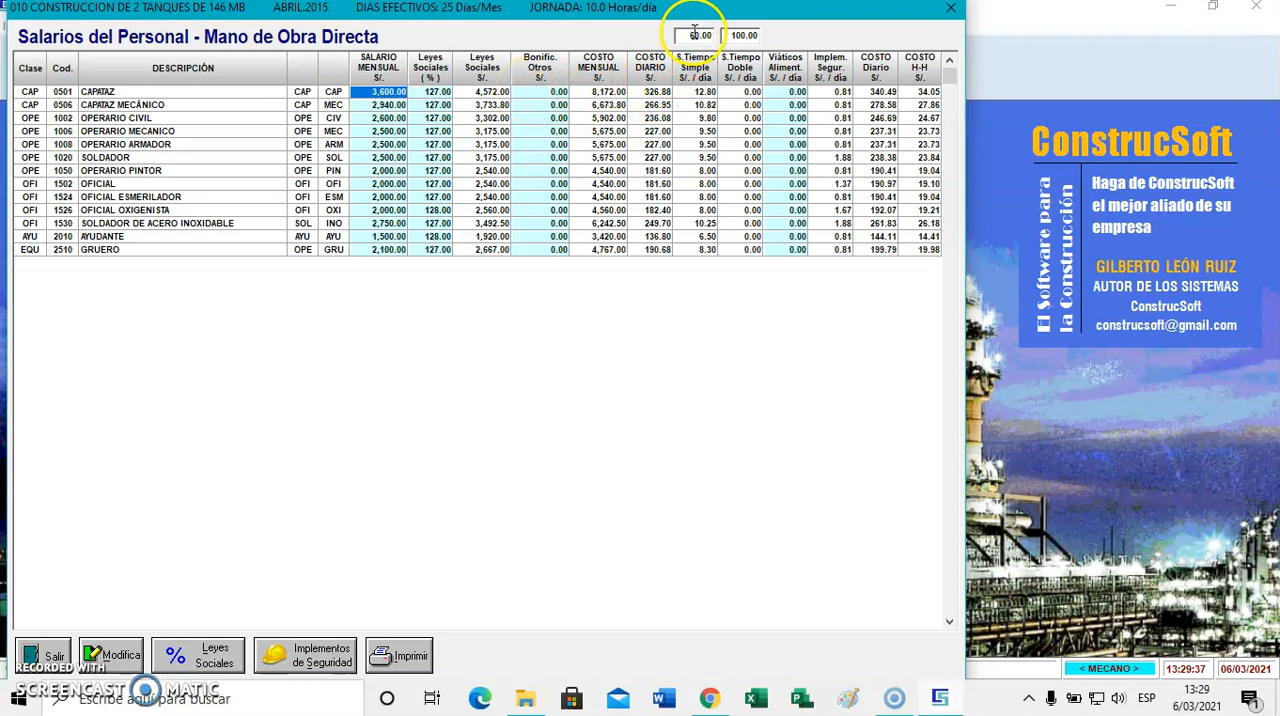 010 CONSTRUCCION DE 2 TANQUES DE 146 MB ABRIL.2015 DIAS EFECTIVOS: 25 Días/Mes JORNADA: 10.0 Horas/día
Salarios del Personal - Mano de Obra Directa 60.00 100.00
Clase Cod. DESCRIPCIÓN SALARIO MENSUAL S/. Leyes Sociales ( % ) Leyes Sociales S/. Bonific. Otros S/. COSTO MENSUAL S/. COSTO DIARIO S/. S.Tiempo Simple S/. / día S.Tiempo Doble S/. / día Viáticos Aliment. S/. / día Implem. Segur. S/. / día COSTO Diario S/. COSTO H-H S/.
CAP 0501 CAPATAZ CAP CAP 3,600.00 127.00 4,572.00 0.00 8,172.00 326.88 12.80 0.00 0.00 0.81 340.49 34.05
CAP 0506 CAPATAZ MECÁNICO CAP MEC 2,940.00 127.00 3,733.80 0.00 6,673.80 266.95 10.82 0.00 0.00 0.81 278.58 27.86
OPE 1002 OPERARIO CIVIL OPE CIV 2,600.00 127.00 3,302.00 0.00 5,902.00 236.08 9.80 0.00 0.00 0.81 246.69 24.67
OPE 1006 OPERARIO MECANICO OPE MEC 2,500.00 127.00 3,175.00 0.00 5,675.00 227.00 9.50 0.00 0.00 0.81 237.31 23.73
OPE 1008 OPERARIO ARMADOR OPE ARM 2,500.00 127.00 3,175.00 0.00 5,675.00 227.00 9.50 0.00 0.00 0.81 237.31 23.73
OPE 1020 SOLDADOR OPE SOL 2,500.00 127.00 3,175.00 0.00 5,675.00 227.00 9.50 0.00 0.00 1.88 238.38 23.84
OPE 1050 OPERARIO PINTOR OPE PIN 2,000.00 127.00 2,540.00 0.00 4,540.00 181.60 8.00 0.00 0.00 0.81 190.41 19.04
OFI 1502 OFICIAL OFI OFI 2,000.00 127.00 2,540.00 0.00 4,540.00 181.60 8.00 0.00 0.00 1.37 190.97 19.10
OFI 1524 OFICIAL ESMERILADOR OFI ESM 2,000.00 127.00 2,540.00 0.00 4,540.00 181.60 8.00 0.00 0.00 0.81 190.41 19.04
OFI 1526 OFICIAL OXIGENISTA OFI OXI 2,000.00 128.00 2,560.00 0.00 4,560.00 182.40 8.00 0.00 0.00 1.67 192.07 19.21
OFI 1530 SOLDADOR DE ACERO INOXIDABLE SOL INO 2,750.00 127.00 3,492.50 0.00 6,242.50 249.70 10.25 0.00 0.00 1.88 261.83 26.18
AYU 2010 AYUDANTE AYU AYU 1,500.00 128.00 1,920.00 0.00 3,420.00 136.80 6.50 0.00 0.00 0.81 144.11 14.41
EQU 2510 GRUERO OPE GRU 2,100.00 127.00 2,667.00 0.00 4,767.00 190.68 8.30 0.00 0.00 0.81 199.79 19.98
ConstrucSoft
El Software para
la Construcción
Haga de ConstrucSoft
el mejor aliado de su
empresa
GILBERTO LEÓN RUIZ
AUTOR DE LOS SISTEMAS
ConstrucSoft
construcsoft@gmail.com
Salir Modifica % Leyes Sociales Implementos de Seguridad Imprimir
RECORDED WITH
SCREENCAST MATIC
< MECANO > 13:29:37 06/03/2021
Escribe aquí para buscar
ESP 13:29
6/03/2021